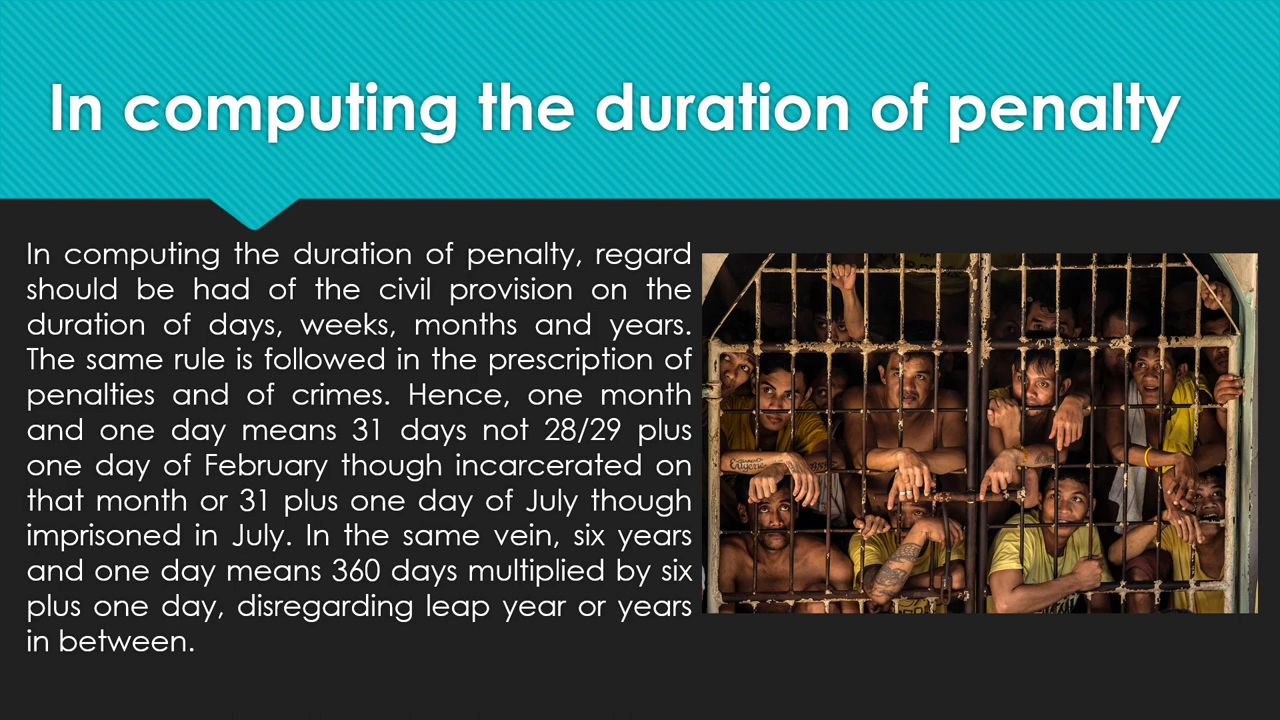 In computing the duration of penalty
In computing the duration of penalty, regard
should be had of the civil provision on the
duration of days, weeks, months and years.
The same rule is followed in the prescription of
penalties and of crimes. Hence, one month
and one day means 31 days not 28/29 plus
one day of February though incarcerated on
that month or 31 plus one day of July though
imprisoned in July. In the same vein, six years
and one day means 360 days multiplied by six
plus one day, disregarding leap year or years
in between.